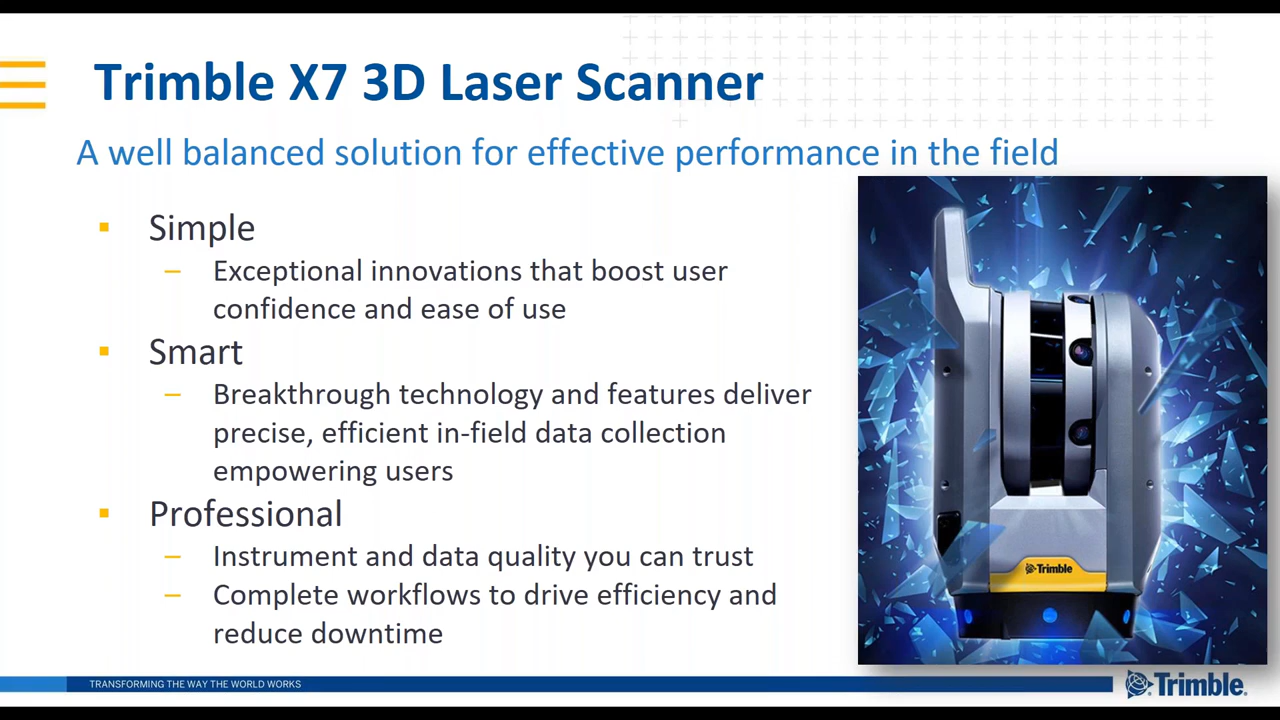 Trimble X7 3D Laser Scanner
A well balanced solution for effective performance in the field
Simple
Exceptional innovations that boost user
confidence and ease of use
Smart
Breakthrough technology and features deliver
precise, efficient in-field data collection
empowering users
Professional
Instrument and data quality you can trust
Complete workflows to drive efficiency and
reduce downtime
Trimble
TRANSFORMING THE WAY THE WORLD WORKS
Trimble